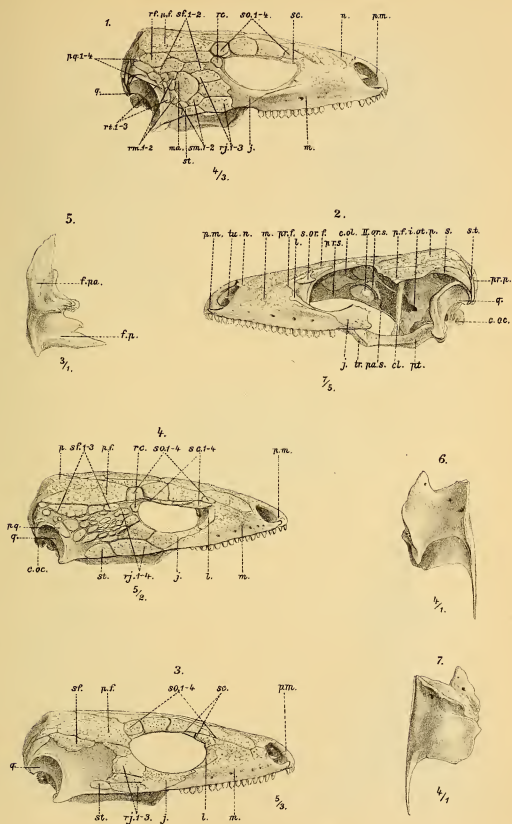 1.
rf. p.f. sf.1-2. rc. so.1-4. sc. n. p.m.
pq.1-4
q.
rt.1-3
rm.1-2 ma. sm.1-2 rj.1-3 j. m.
st.
4/3.
5.
f.pa.
f.p.
3/1.
2.
p.m. tu. n. m. pr.f. s.or. f. c.ol. II. or.s. p.f. i.ot. p. s. s.t.
l. pr.s. pr.p.
q.
c.oc.
j. tr. pa.s. cl. pt.
7/5.
4.
p. sf.1-3 p.f. rc. so.1-4 sc.1-4 p.m.
p.q.
q.
c.oc. st. rj.1-4. j. l. m.
5/2.
6.
4/1.
3.
sf. p.f. so.1-4 sc. p.m.
q.
st. rj.1-3. j. l. m. 5/3.
7.
4/1